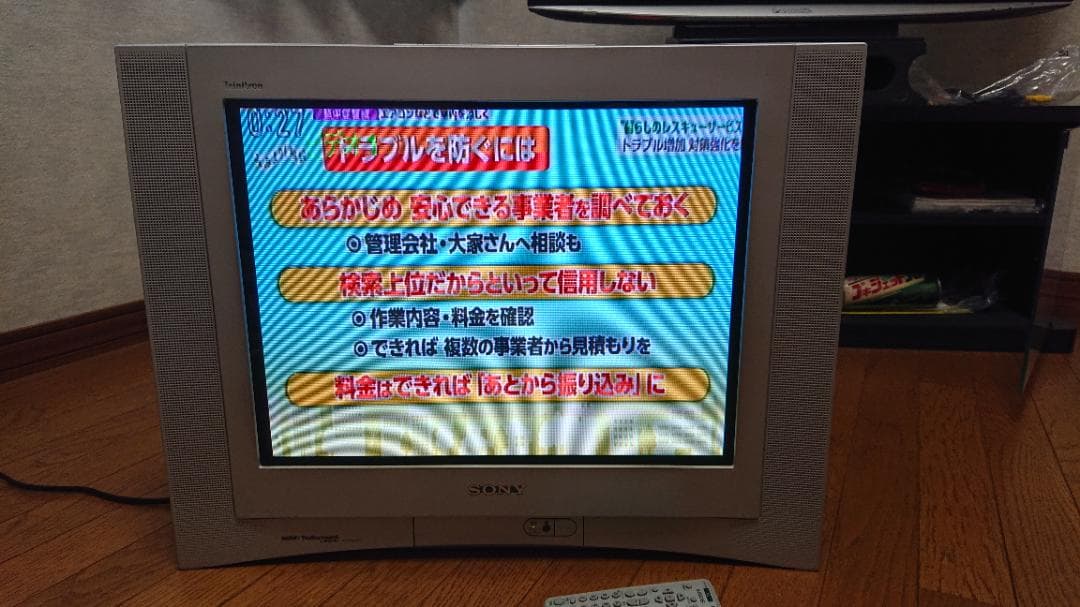 Trinitron
トラブルを防ぐには
暮らしのレスキューサービス
トラブル増加 対策強化を
あらかじめ 安心できる事業者を調べておく
◎管理会社・大家さんへ相談も
検索上位だからといって信用しない
◎作業内容・料金を確認
◎できれば 複数の事業者から見積もりを
料金はできれば「あとから振り込み」に
SONY